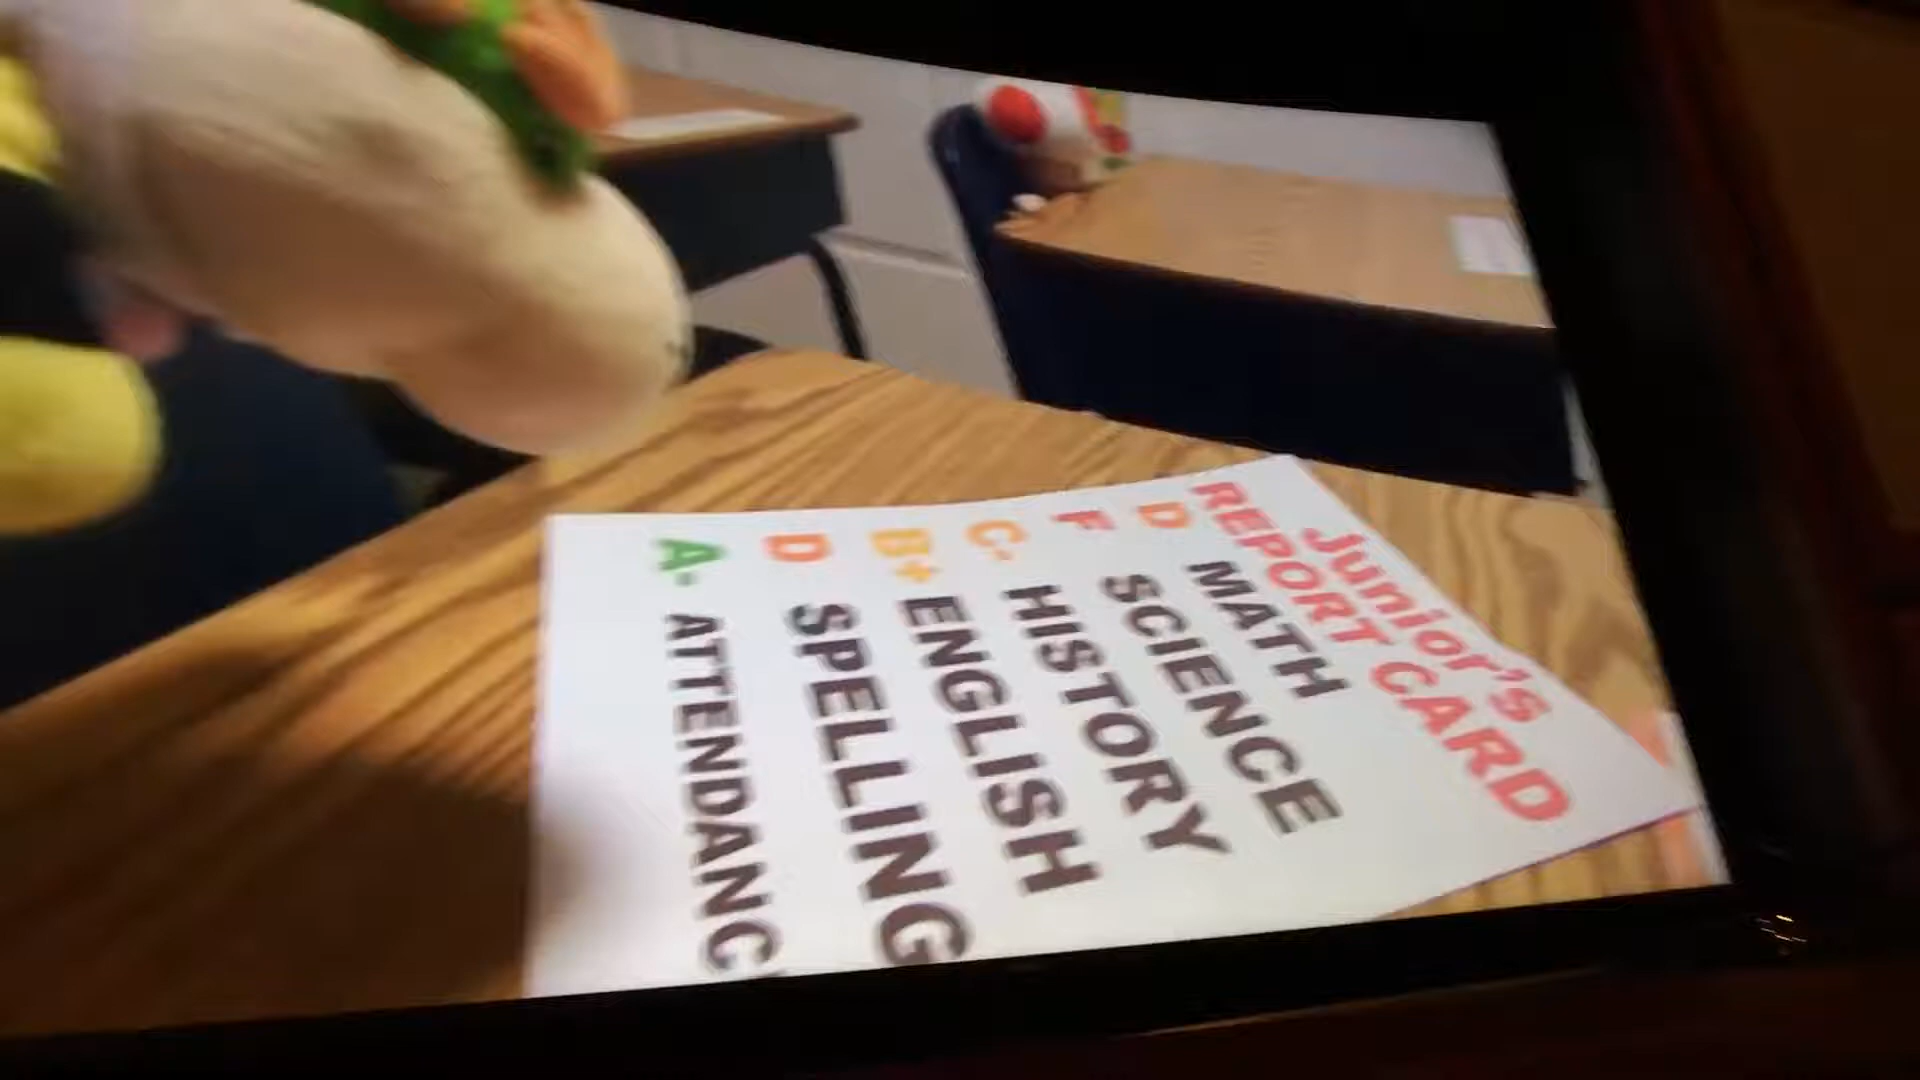 Junior's
REPORT CARD
D MATH
F SCIENCE
C- HISTORY
B+ ENGLISH
D SPELLING
A- ATTENDANC